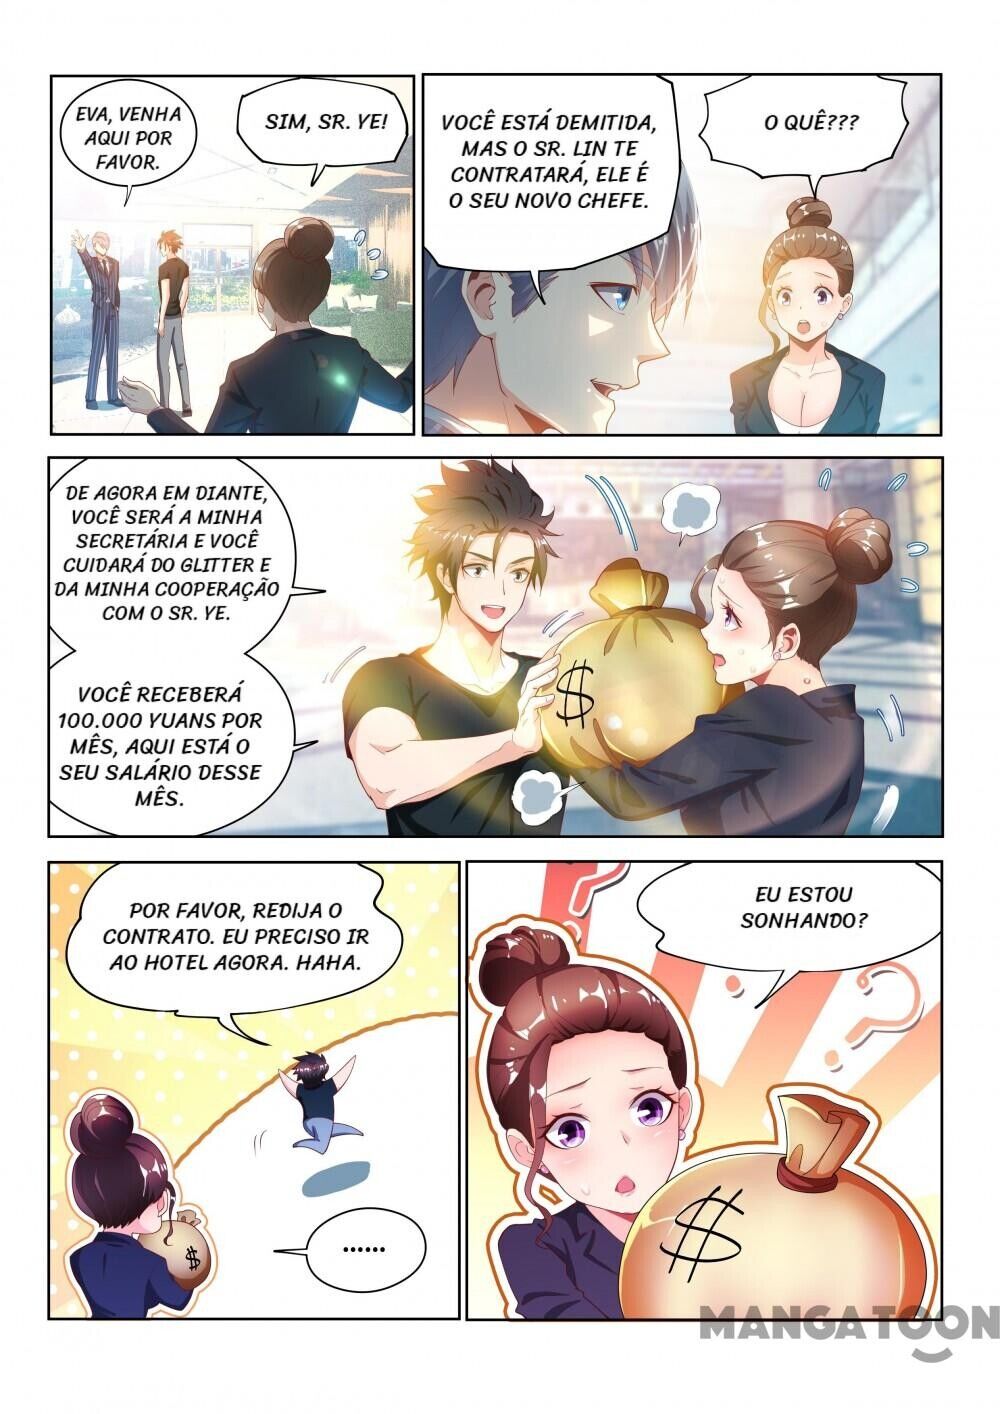 EVA, VENHA
AQUI POR
FAVOR.
SIM, SR. YE!
VOCÊ ESTÁ DEMITIDA,
MAS O SR. LIN TE
CONTRATARÁ, ELE É
O SEU NOVO CHEFE.
O QUÊ???
DE AGORA EM DIANTE,
VOCÊ SERÁ A MINHA
SECRETÁRIA E VOCÊ
CUIDARÁ DO GLITTER E
DA MINHA COOPERAÇÃO
COM O SR. YE.
VOCÊ RECEBERÁ
100.000 YUANS POR
MÊS, AQUI ESTÁ O
SEU SALÁRIO DESSE
MÊS.
$
POR FAVOR, REDIJA O
CONTRATO. EU PRECISO IR
AO HOTEL AGORA. HAHA.
$
......
EU ESTOU
SONHANDO?
? ?
$
MANGATOON